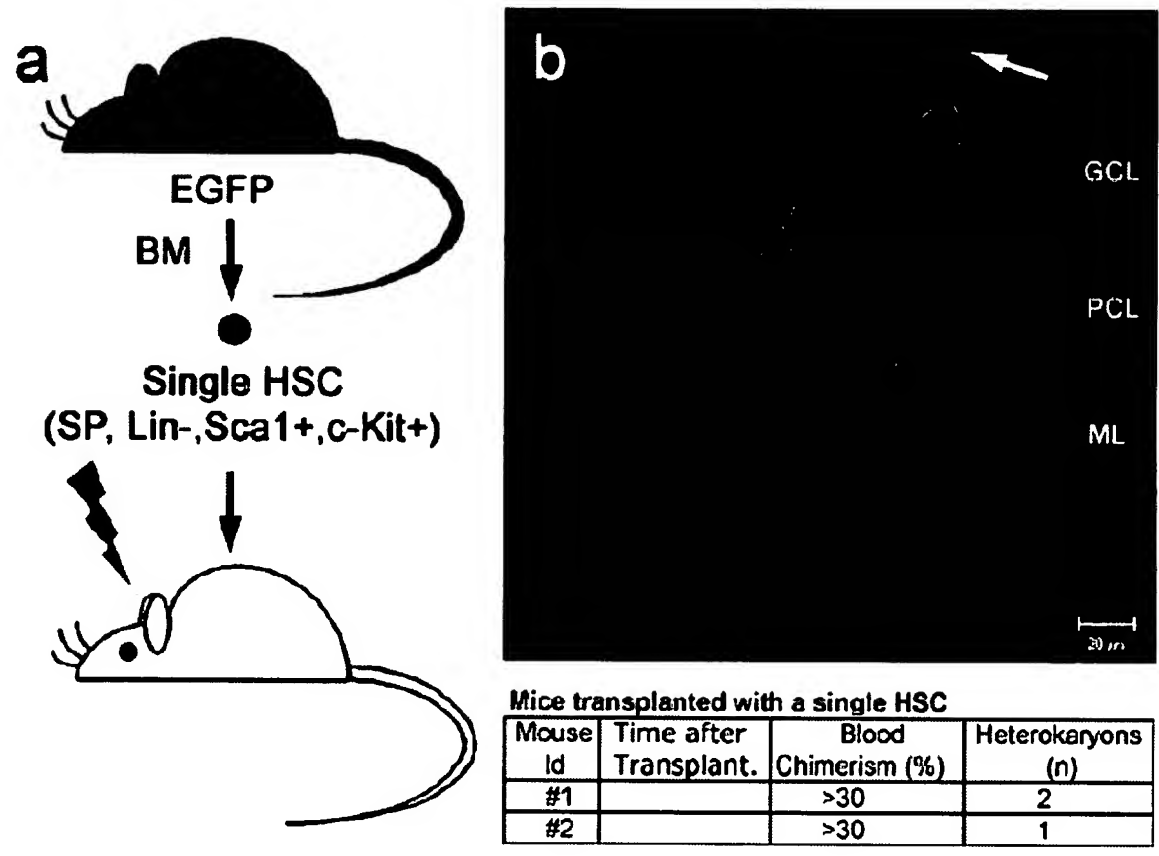 a
EGFP
BM
Single HSC
(SP, Lin-,Sca1+,c-Kit+)
b
GCL
PCL
ML
20
Mice transplanted with a single HSC
Mouse Id Time after Transplant. Blood Chimerism (%) Heterokaryons (n)
#1 >30 2
#2 >30 1